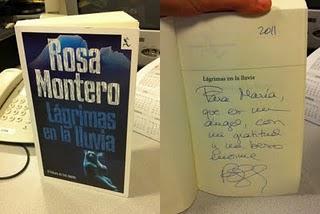 Rosa
Montero
Lágrimas
en la lluvia
2011
Lágrimas en la lluvia
Para María,
que es un
ángel, con
mi gratitud
y un beso
enorme